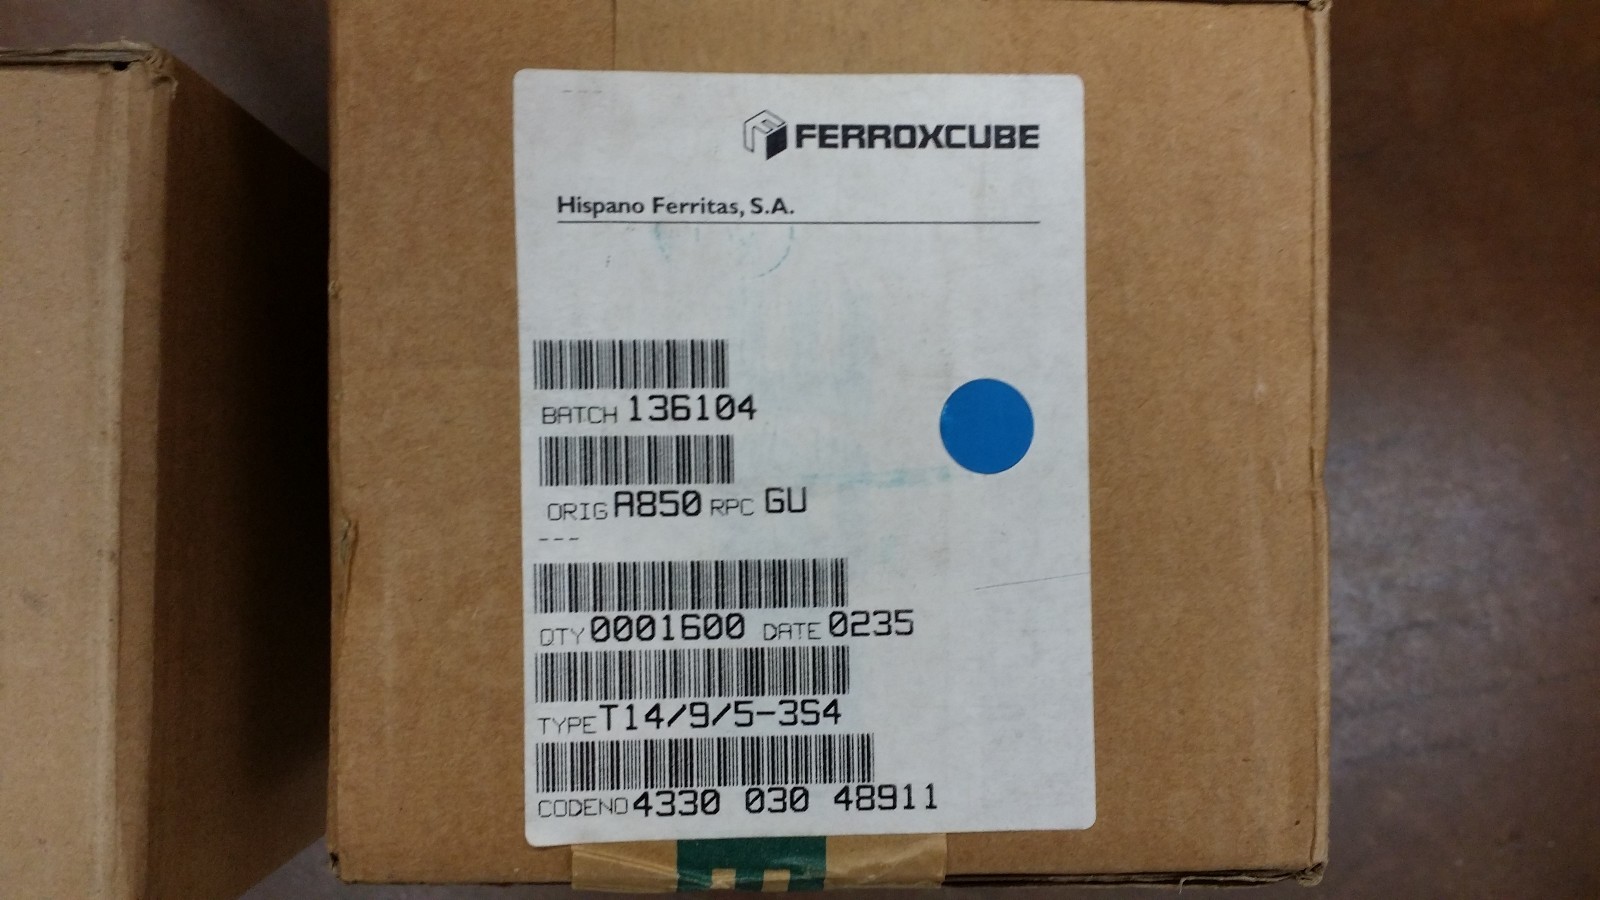 FERROXCUBE
Hispano Ferritas, S.A.
BATCH 136104
ORIG A850 RPC GU
---
QTY 0001600 DATE 0235
TYPE T14/9/5-3S4
CODENO 4330 030 48911